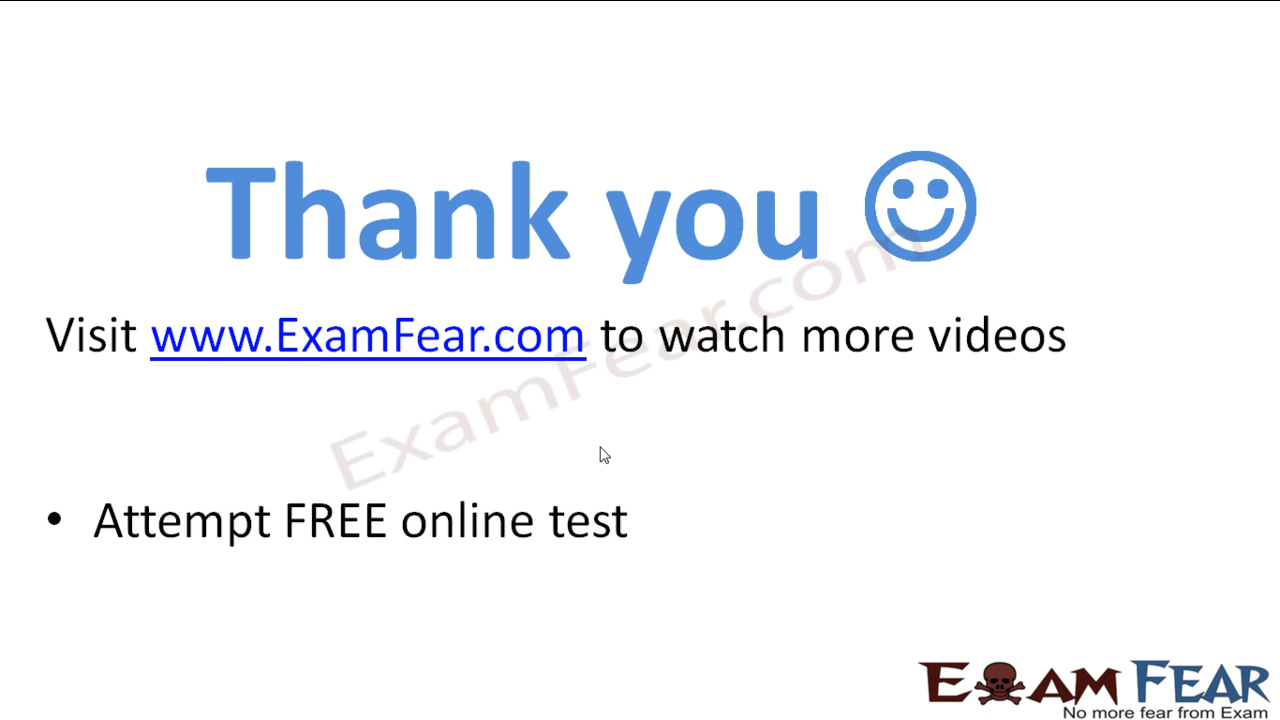 Thank you ☺
Visit www.ExamFear.com to watch more videos
ExamFear.com
• Attempt FREE online test
EXAM FEAR
No more fear from Exam